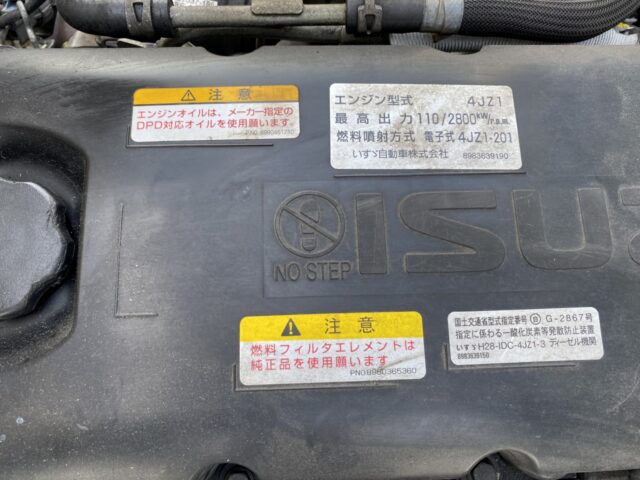 注意
エンジンオイルは、メーカー指定の
DPD対応オイルを使用願います。
エンジン型式 4JZ1
最高出力 110/2800kW/r.p.m.
燃料噴射方式 電子式 4JZ1-201
いすゞ自動車株式会社 8983639190
NO STEP
ISUZ
注意
燃料フィルタエレメントは
純正品を使用願います。
PNO8980365360
国土交通省型式指定番号 G-2867号
指定に係わる一酸化炭素等発散防止装置
いすゞH28-IDC-4JZ1-3 ディーゼル機関
8983639150